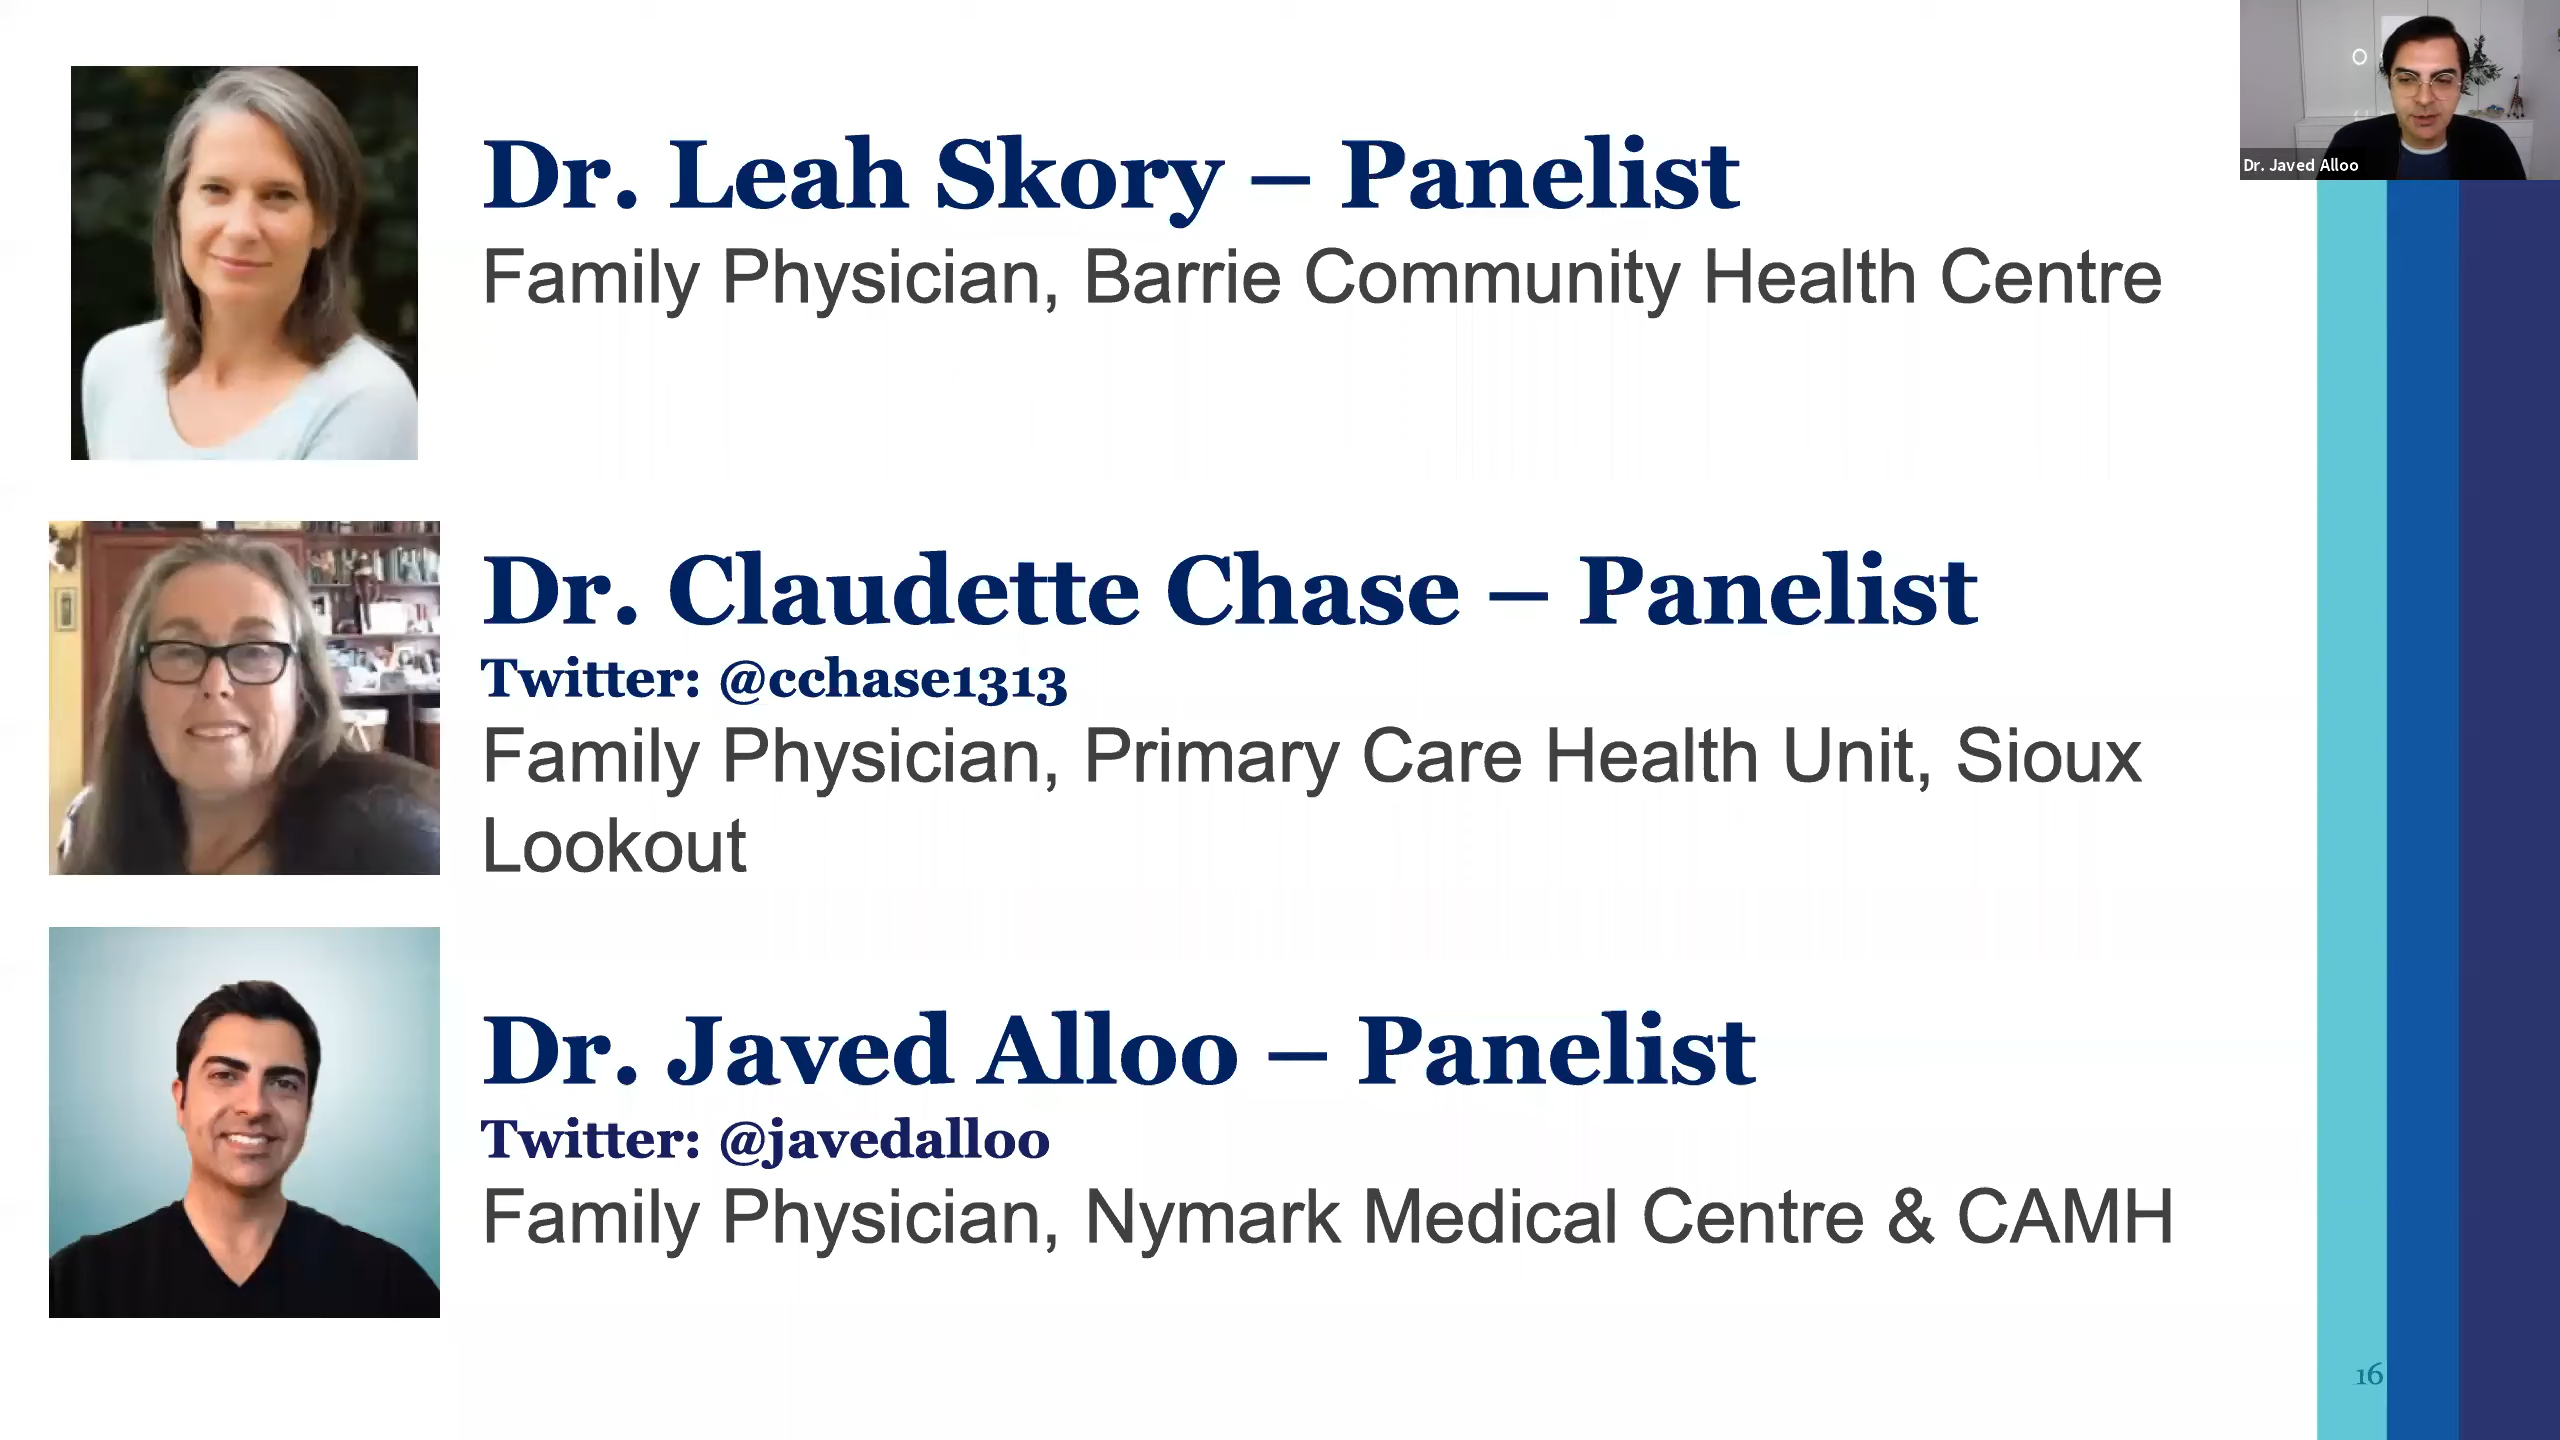 Dr. Javed Alloo
Dr. Leah Skory – Panelist
Family Physician, Barrie Community Health Centre
Dr. Claudette Chase – Panelist
Twitter: @cchase1313
Family Physician, Primary Care Health Unit, Sioux
Lookout
Dr. Javed Alloo – Panelist
Twitter: @javedalloo
Family Physician, Nymark Medical Centre & CAMH
16